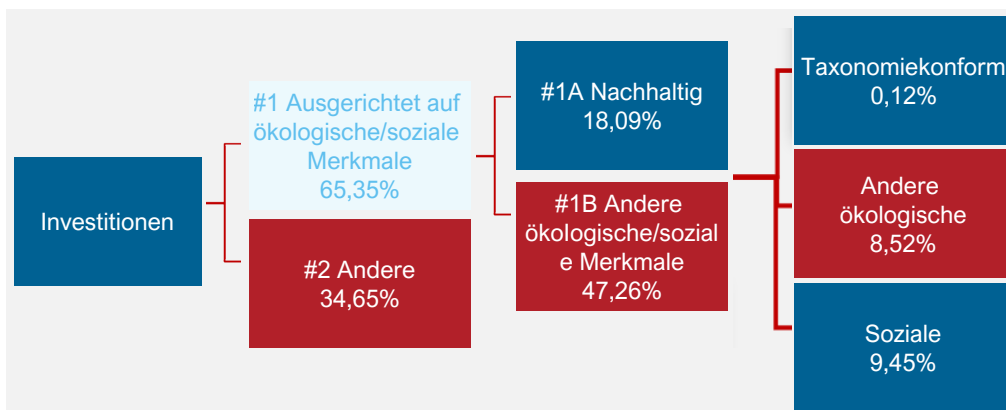 Investitionen
#1 Ausgerichtet auf
ökologische/soziale
Merkmale
65,35%
#2 Andere
34,65%
#1A Nachhaltig
18,09%
#1B Andere
ökologische/sozial
e Merkmale
47,26%
Taxonomiekonform
0,12%
Andere
ökologische
8,52%
Soziale
9,45%